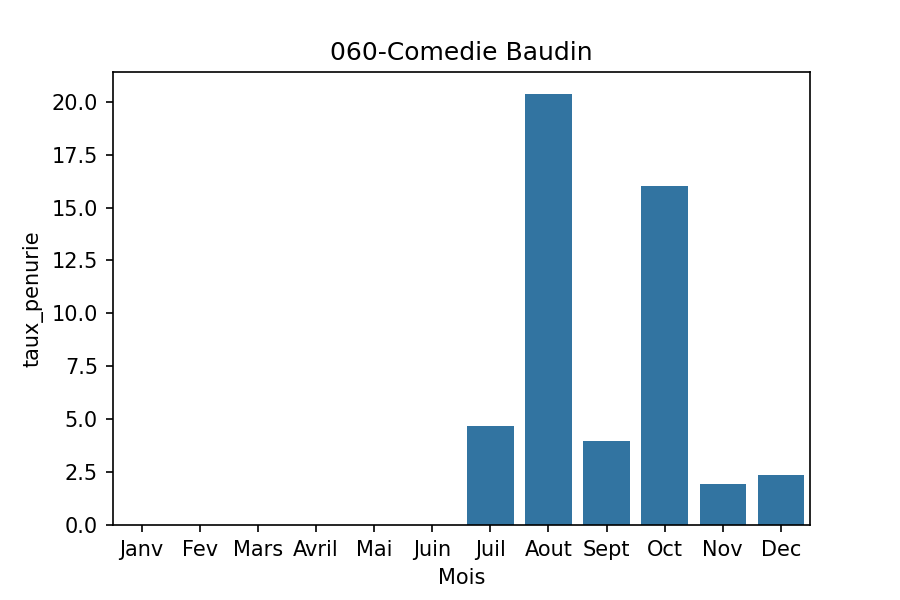 060-Comedie Baudin
20.0
17.5
15.0
12.5
10.0
7.5
5.0
2.5
0.0
taux_penurie
Janv Fev Mars Avril Mai Juin Juil Aout Sept Oct Nov Dec
Mois